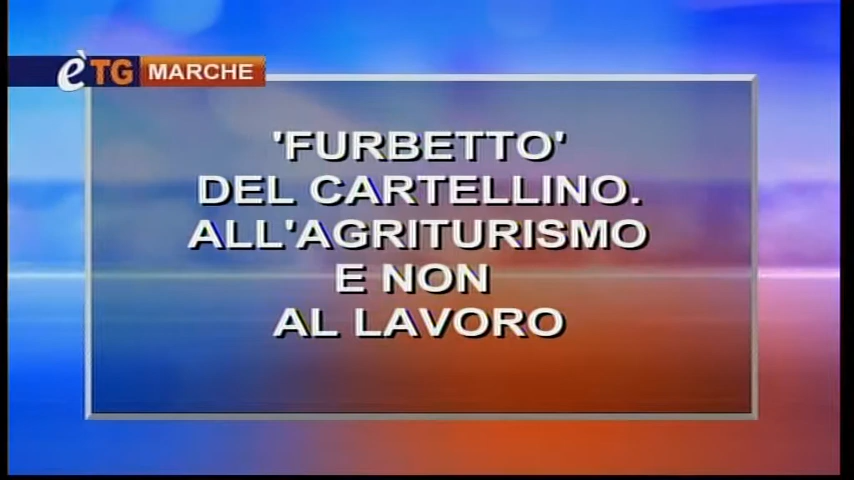 èTG MARCHE
'FURBETTO'
DEL CARTELLINO.
ALL'AGRITURISMO
E NON
AL LAVORO